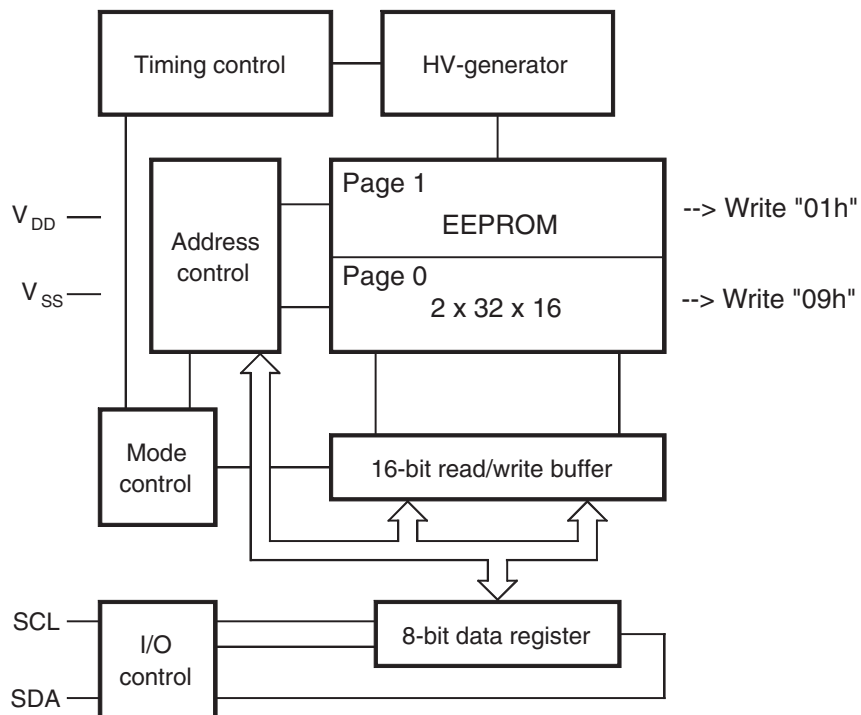 Timing control
HV-generator
Page 1
EEPROM
--> Write "01h"
V DD
Address
control
Page 0
2 x 32 x 16
--> Write "09h"
V SS
Mode
control
16-bit read/write buffer
SCL
I/O
control
8-bit data register
SDA